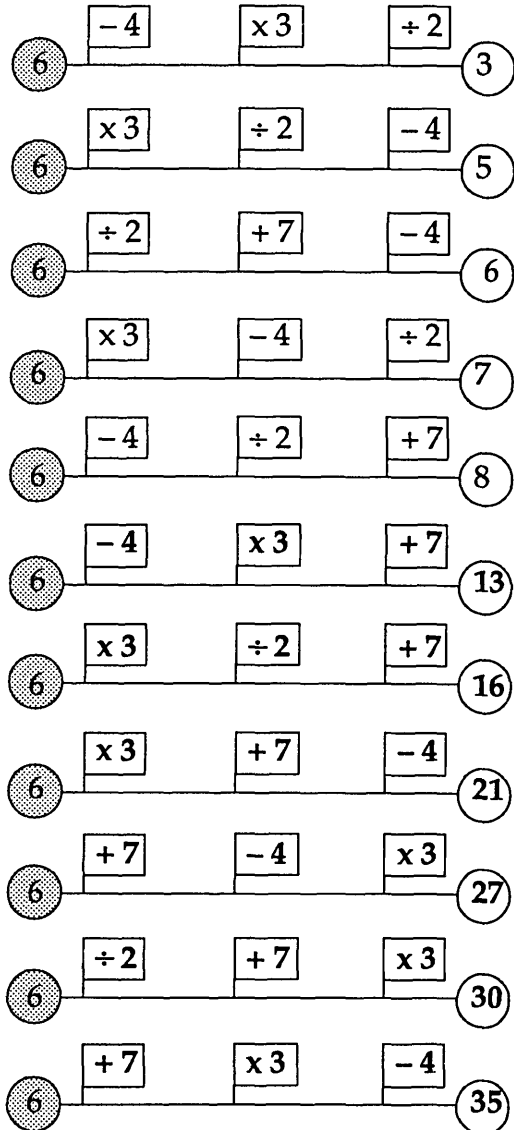 − 4 x 3 ÷ 2
6 3
x 3 ÷ 2 − 4
6 5
÷ 2 + 7 − 4
6 6
x 3 − 4 ÷ 2
6 7
− 4 ÷ 2 + 7
6 8
− 4 x 3 + 7
6 13
x 3 ÷ 2 + 7
6 16
x 3 + 7 − 4
6 21
+ 7 − 4 x 3
6 27
÷ 2 + 7 x 3
6 30
+ 7 x 3 − 4
6 35